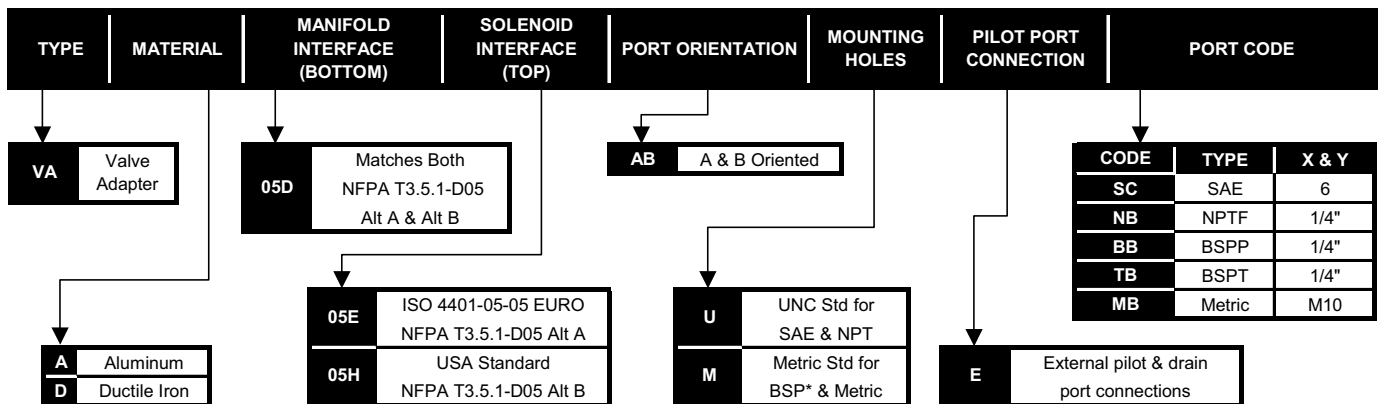 TYPE
MATERIAL
MANIFOLD
INTERFACE
(BOTTOM)
SOLENOID
INTERFACE
(TOP)
PORT ORIENTATION
MOUNTING
HOLES
PILOT PORT
CONNECTION
PORT CODE
VA
Valve
Adapter
05D
Matches Both
NFPA T3.5.1-D05
Alt A & Alt B
AB A & B Oriented
CODE TYPE X & Y
SC SAE 6
NB NPTF 1/4"
BB BSPP 1/4"
TB BSPT 1/4"
MB Metric M10
A Aluminum
D Ductile Iron
05E
ISO 4401-05-05 EURO
NFPA T3.5.1-D05 Alt A
05H
USA Standard
NFPA T3.5.1-D05 Alt B
U
UNC Std for
SAE & NPT
M
Metric Std for
BSP* & Metric
E
External pilot & drain
port connections